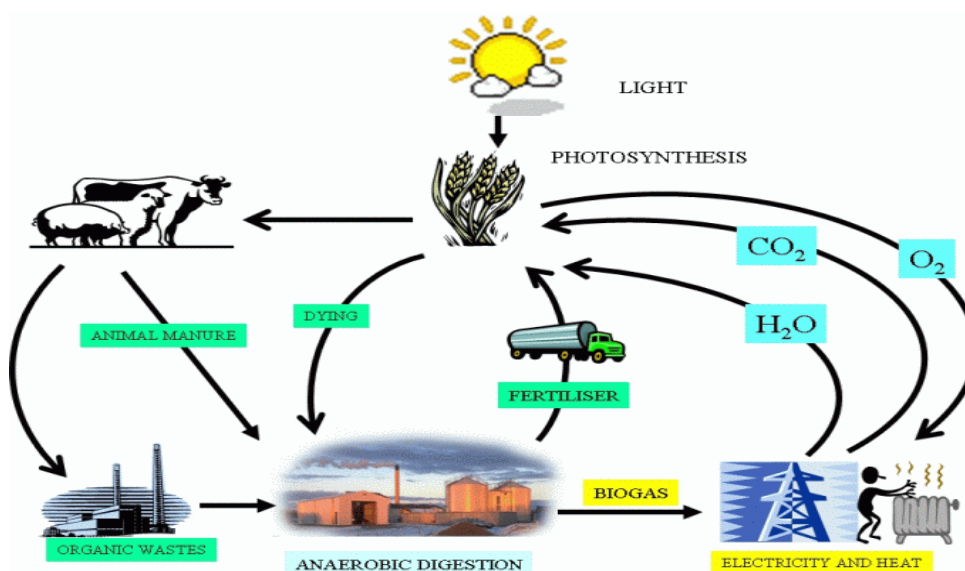 LIGHT
PHOTOSYNTHESIS
CO₂
O₂
H₂O
ANIMAL MANURE
DYING
FERTILISER
BIOGAS
ORGANIC WASTES
ANAEROBIC DIGESTION
ELECTRICITY AND HEAT